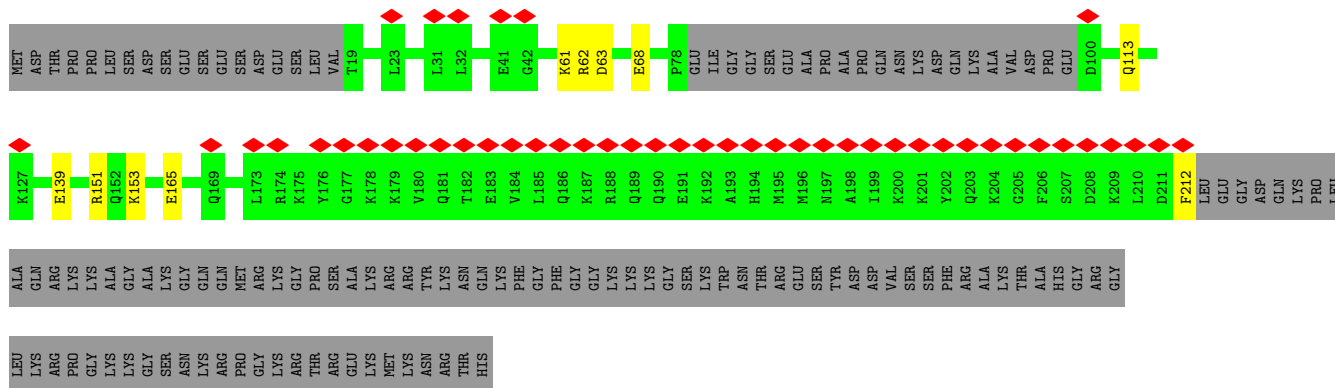 MET ASP THR PRO PRO LEU SER ASP SER GLU SER GLU SER ASP GLU SER LEU VAL T19 L23 L31 L32 E41 G42 K61 R62 D63 E68 P78 GLU ILE GLY GLY SER GLU ALA PRO ALA PRO GLN ASN LYS ASP GLN LYS ALA VAL ASP PRO GLU D100 Q113
K127 E139 R151 Q152 K153 E165 Q169 L173 R174 K175 Y176 G177 K178 K179 V180 Q181 T182 E183 V184 L185 Q186 K187 R188 Q189 Q190 E191 K192 A193 H194 M195 M196 N197 A198 I199 K200 K201 Y202 Q203 K204 G205 F206 S207 D208 K209 L210 D211 F212 LEU GLU GLY ASP GLN LYS PRO LEU
ALA GLN ARG LYS LYS ALA GLY ALA LYS GLY GLN GLN MET ARG LYS GLY PRO SER ALA LYS ARG ARG TYR LYS ASN GLN LYS PHE GLY PHE GLY GLY LYS LYS LYS GLY SER LYS TRP ASN THR ARG GLU SER TYR ASP ASP VAL SER SER PHE ARG ALA LYS THR ALA HIS GLY ARG GLY
LEU LYS ARG PRO GLY LYS LYS GLY SER ASN LYS ARG PRO GLY LYS ARG THR ARG GLU LYS MET LYS ASN ARG THR HIS